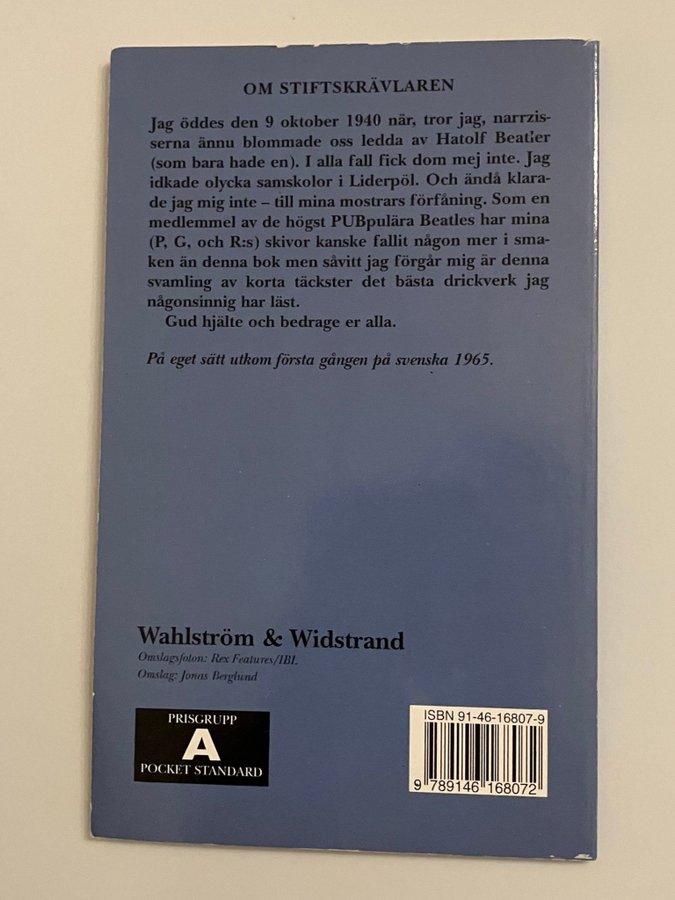 OM STIFTSKRÄVLAREN
Jag öddes den 9 oktober 1940 när, tror jag, narrzis-
serna ännu blommade oss ledda av Hatolf Beatler
(som bara hade en). I alla fall fick dom mej inte. Jag
idkade olycka samskolor i Liderpöl. Och ändå klara-
de jag mig inte – till mina mostrars förfåning. Som en
medlemmel av de högst PUBpulära Beatles har mina
(P, G, och R:s) skivor kanske fallit någon mer i sma-
ken än denna bok men såvitt jag förgår mig är denna
svamling av korta täckster det bästa drickverk jag
någonsinnig har läst.
Gud hjälte och bedrage er alla.
På eget sätt utkom första gången på svenska 1965.
Wahlström & Widstrand
Omslagsfoton: Rex Features/IBL
Omslag: Jonas Berglund
PRISGRUPP
A
POCKET STANDARD
ISBN 91-46-16807-9
9 789146 168072